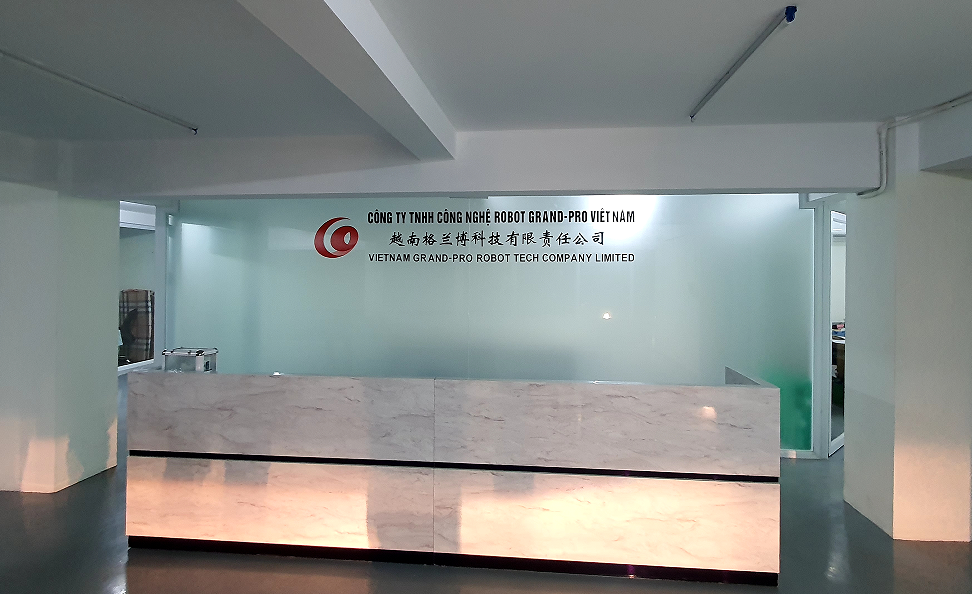 CÔNG TY TNHH CÔNG NGHỆ ROBOT GRAND-PRO VIỆT NAM
越南格兰博科技有限责任公司
VIETNAM GRAND-PRO ROBOT TECH COMPANY LIMITED